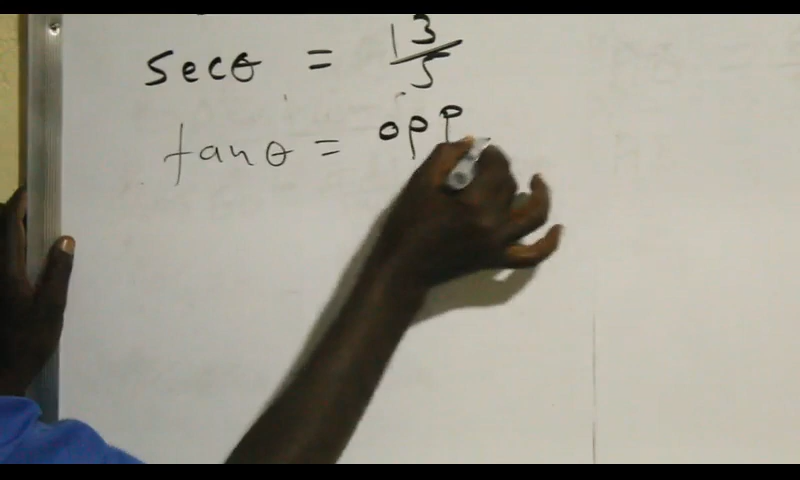 secθ = 13/5
tanθ = opp